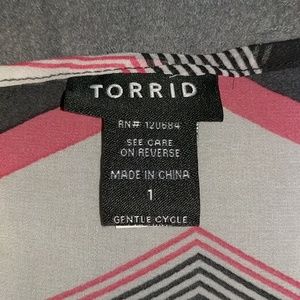 TORRID
RN# 120684
SEE CARE
ON REVERSE
MADE IN CHINA
1
GENTLE CYCLE